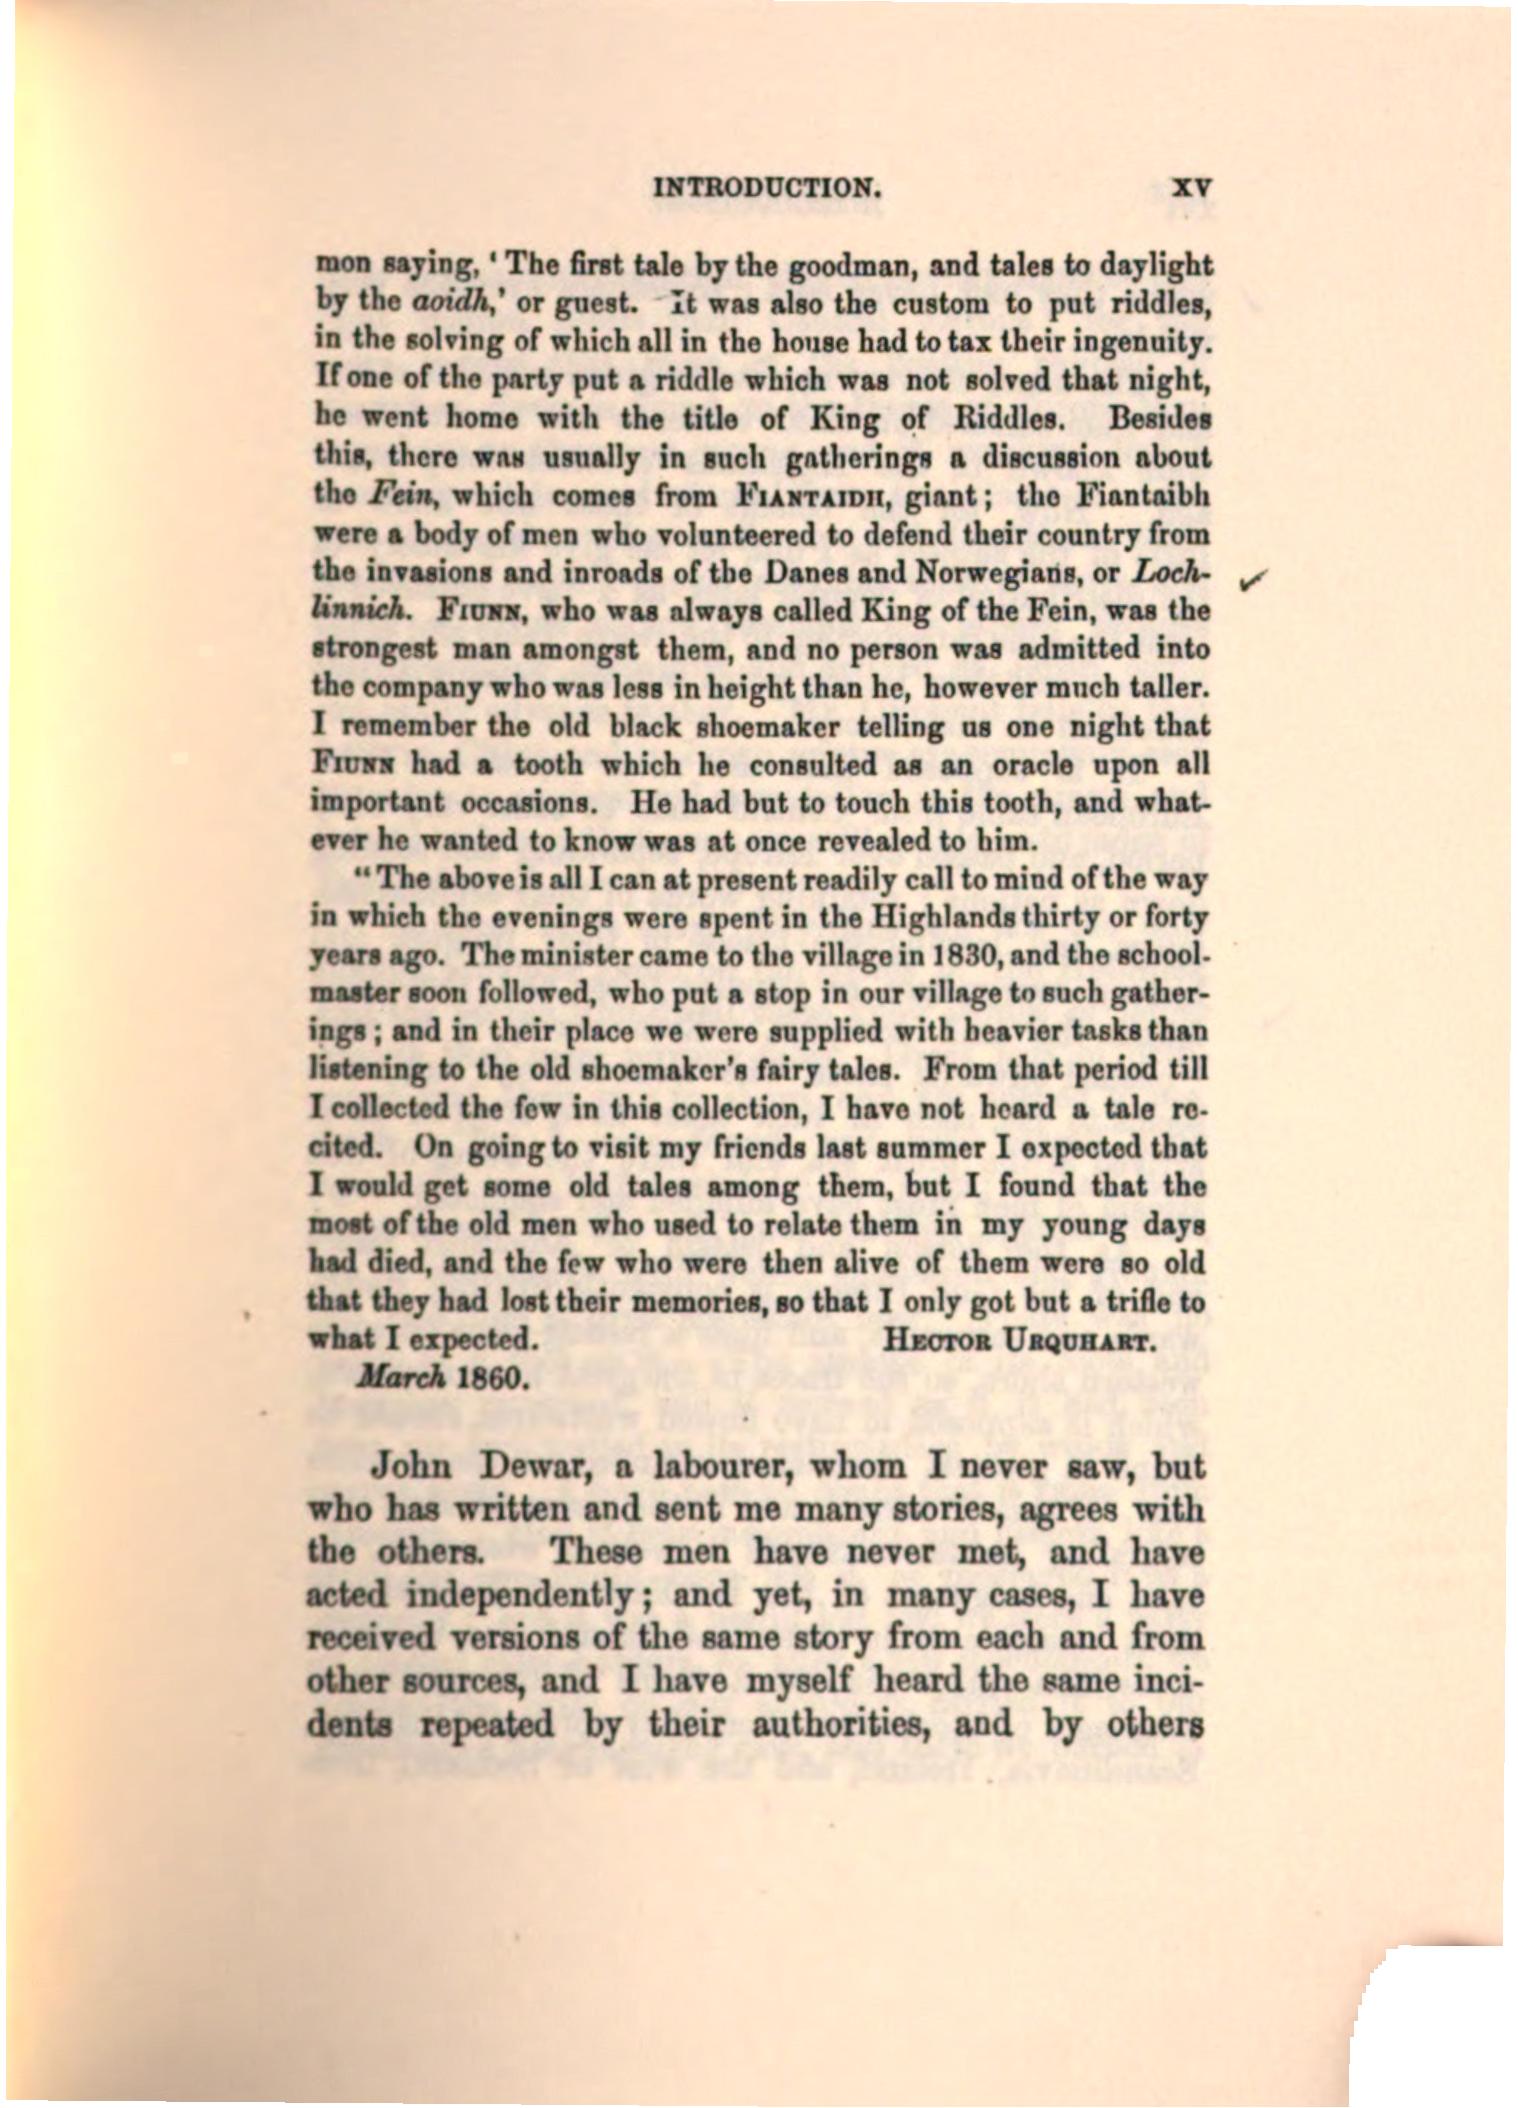 INTRODUCTION. XV
mon saying, ‘The first tale by the goodman, and tales to daylight
by the aoidh,’ or guest. It was also the custom to put riddles,
in the solving of which all in the house had to tax their ingenuity.
If one of the party put a riddle which was not solved that night,
he went home with the title of King of Riddles. Besides
this, there was usually in such gatherings a discussion about
the Fein, which comes from FIANTAIDH, giant; the Fiantaibh
were a body of men who volunteered to defend their country from
the invasions and inroads of the Danes and Norwegians, or Loch-
linnich. FIUNN, who was always called King of the Fein, was the
strongest man amongst them, and no person was admitted into
the company who was less in height than he, however much taller.
I remember the old black shoemaker telling us one night that
FIUNN had a tooth which he consulted as an oracle upon all
important occasions. He had but to touch this tooth, and what-
ever he wanted to know was at once revealed to him.
“The above is all I can at present readily call to mind of the way
in which the evenings were spent in the Highlands thirty or forty
years ago. The minister came to the village in 1830, and the school-
master soon followed, who put a stop in our village to such gather-
ings; and in their place we were supplied with heavier tasks than
listening to the old shoemaker’s fairy tales. From that period till
I collected the few in this collection, I have not heard a tale re-
cited. On going to visit my friends last summer I expected that
I would get some old tales among them, but I found that the
most of the old men who used to relate them in my young days
had died, and the few who were then alive of them were so old
that they had lost their memories, so that I only got but a trifle to
what I expected. HECTOR URQUHART.
March 1860.
John Dewar, a labourer, whom I never saw, but
who has written and sent me many stories, agrees with
the others. These men have never met, and have
acted independently; and yet, in many cases, I have
received versions of the same story from each and from
other sources, and I have myself heard the same inci-
dents repeated by their authorities, and by others